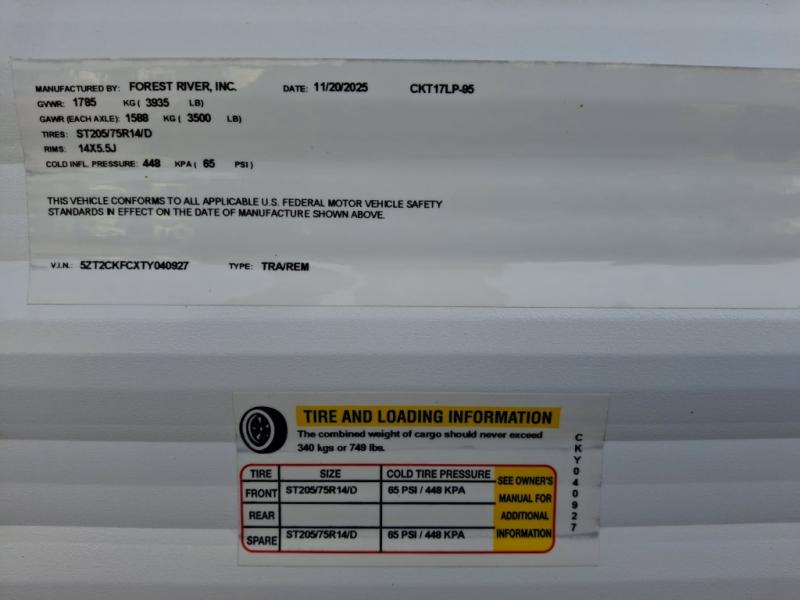 MANUFACTURED BY: FOREST RIVER, INC. DATE: 11/20/2025 CKT17LP-95
GVWR: 1785 KG ( 3935 LB)
GAWR (EACH AXLE): 1588 KG ( 3500 LB)
TIRES: ST205/75R14/D
RIMS: 14X5.5J
COLD INFL. PRESSURE: 448 KPA ( 65 PSI )
THIS VEHICLE CONFORMS TO ALL APPLICABLE U.S. FEDERAL MOTOR VEHICLE SAFETY
STANDARDS IN EFFECT ON THE DATE OF MANUFACTURE SHOWN ABOVE.
V.I.N.: 5ZT2CKFCXTY040927 TYPE: TRA/REM
TIRE AND LOADING INFORMATION
The combined weight of cargo should never exceed
340 kgs or 749 lbs.
TIRE SIZE COLD TIRE PRESSURE
FRONT ST205/75R14/D 65 PSI / 448 KPA
REAR
SPARE ST205/75R14/D 65 PSI / 448 KPA
SEE OWNER'S
MANUAL FOR
ADDITIONAL
INFORMATION
CKY040927